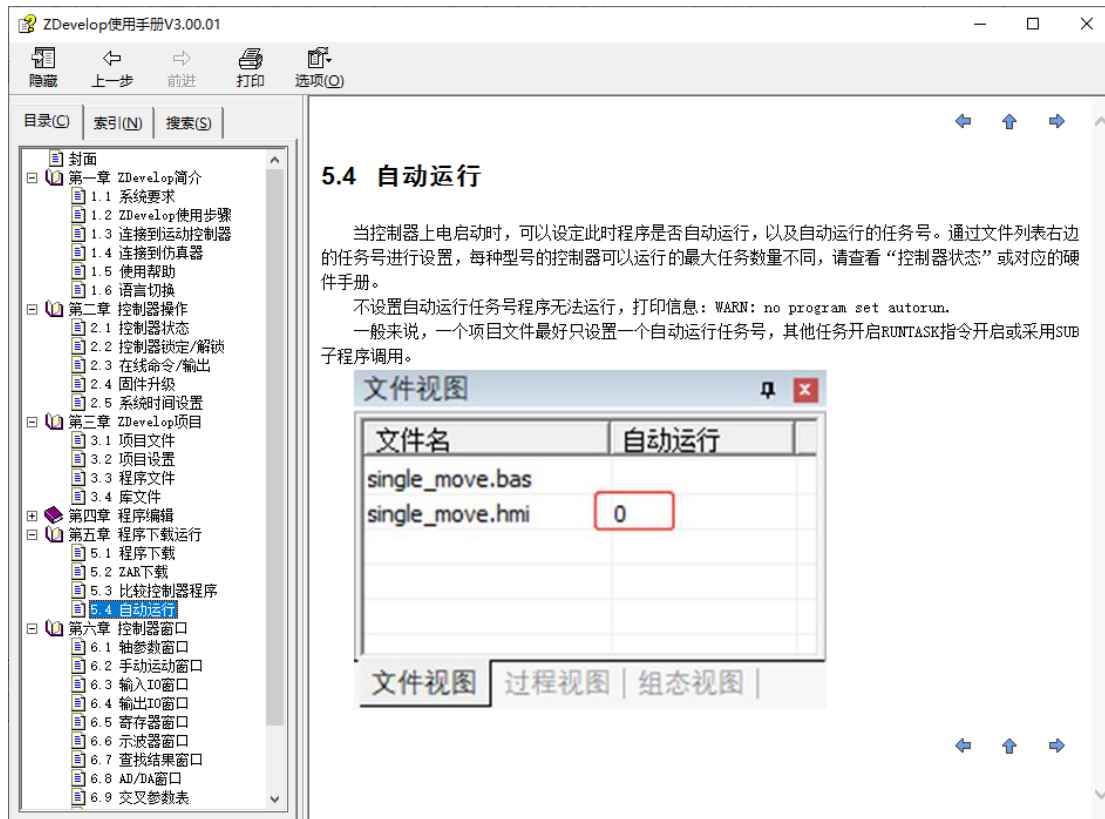 ZDevelop使用手册V3.00.01
隐藏 上一步 前进 打印 选项(O)
目录(C) 索引(N) 搜索(S)
封面
第一章 ZDevelop简介
1.1 系统要求
1.2 ZDevelop使用步骤
1.3 连接到运动控制器
1.4 连接到仿真器
1.5 使用帮助
1.6 语言切换
第二章 控制器操作
2.1 控制器状态
2.2 控制器锁定/解锁
2.3 在线命令/输出
2.4 固件升级
2.5 系统时间设置
第三章 ZDevelop项目
3.1 项目文件
3.2 项目设置
3.3 程序文件
3.4 库文件
第四章 程序编辑
第五章 程序下载运行
5.1 程序下载
5.2 ZAR下载
5.3 比较控制器程序
5.4 自动运行
第六章 控制器窗口
6.1 轴参数窗口
6.2 手动运动窗口
6.3 输入IO窗口
6.4 输出IO窗口
6.5 寄存器窗口
6.6 示波器窗口
6.7 查找结果窗口
6.8 AD/DA窗口
6.9 交叉参数表
5.4 自动运行
当控制器上电启动时，可以设定此时程序是否自动运行，以及自动运行的任务号。通过文件列表右边
的任务号进行设置，每种型号的控制器可以运行的最大任务数量不同，请查看“控制器状态”或对应的硬
件手册。
不设置自动运行任务号程序无法运行，打印信息：WARN: no program set autorun.
一般来说，一个项目文件最好只设置一个自动运行任务号，其他任务开启RUNTASK指令开启或采用SUB
子程序调用。
文件视图
文件名 自动运行
single_move.bas
single_move.hmi 0
文件视图 过程视图 组态视图